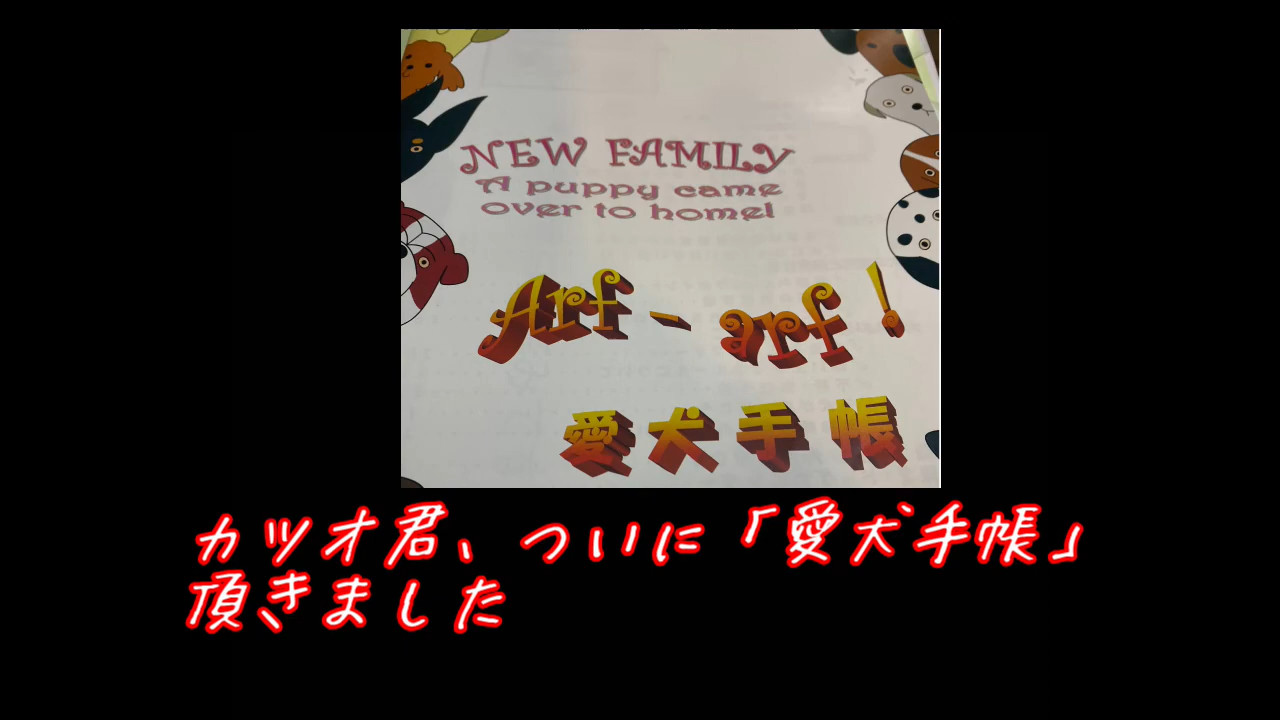 NEW FAMILY
A puppy came
over to home!
Arf - arf !
愛犬手帳
カツオ君、ついに「愛犬手帳」
頂きました